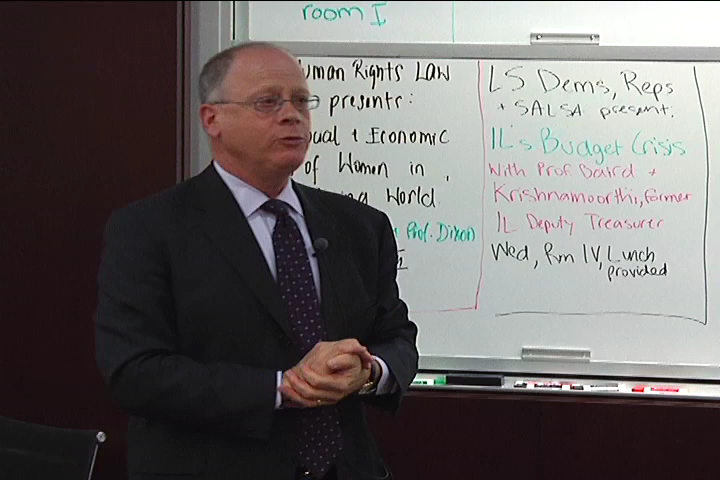 room I
uman Rights Law
presents:
ual + Economic
of Women in
ing World
+ Prof. Dixon
LS Dems, Reps
+ SALSA present:
IL's Budget Crisis
With Prof Baird +
Krishnamoorthi, former
IL Deputy Treasurer
Wed, Rm IV, Lunch
provided